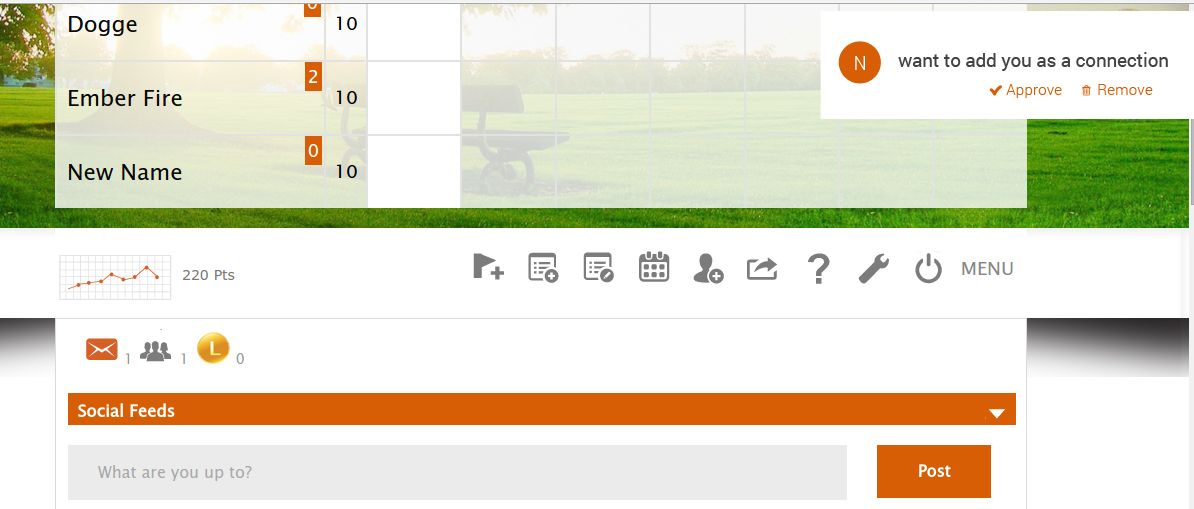 Dogge
10
N
want to add you as a connection
Approve
Remove
2
Ember Fire
10
0
New Name
10
220 Pts
?
MENU
1
1
L
0
Social Feeds
What are you up to?
Post